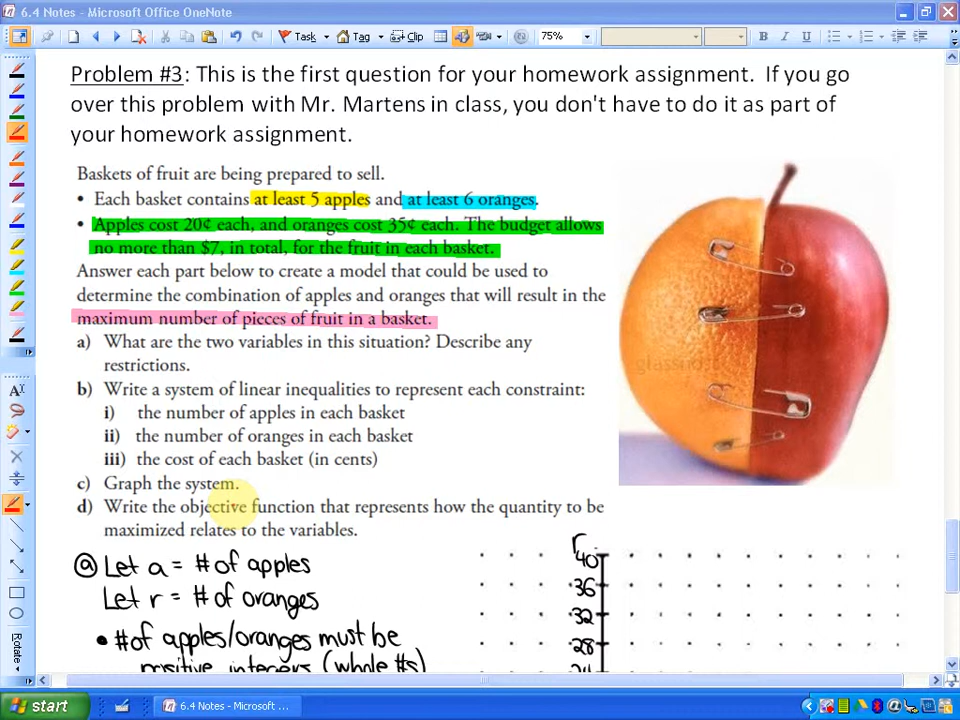 6.4 Notes - Microsoft Office OneNote
Task Tag Clip 75% B I U
Problem #3: This is the first question for your homework assignment. If you go
over this problem with Mr. Martens in class, you don't have to do it as part of
your homework assignment.
Baskets of fruit are being prepared to sell.
• Each basket contains at least 5 apples and at least 6 oranges.
• Apples cost 20¢ each, and oranges cost 35¢ each. The budget allows
no more than $7, in total, for the fruit in each basket.
Answer each part below to create a model that could be used to
determine the combination of apples and oranges that will result in the
maximum number of pieces of fruit in a basket.
a) What are the two variables in this situation? Describe any
restrictions.
b) Write a system of linear inequalities to represent each constraint:
i) the number of apples in each basket
ii) the number of oranges in each basket
iii) the cost of each basket (in cents)
c) Graph the system.
d) Write the objective function that represents how the quantity to be
maximized relates to the variables.
ⓐ Let a = # of apples
Let r = # of oranges
• # of apples/oranges must be
positive integers (whole #s)
r
40
36
32
28
24
Rotate
start
6.4 Notes - Microsoft ...